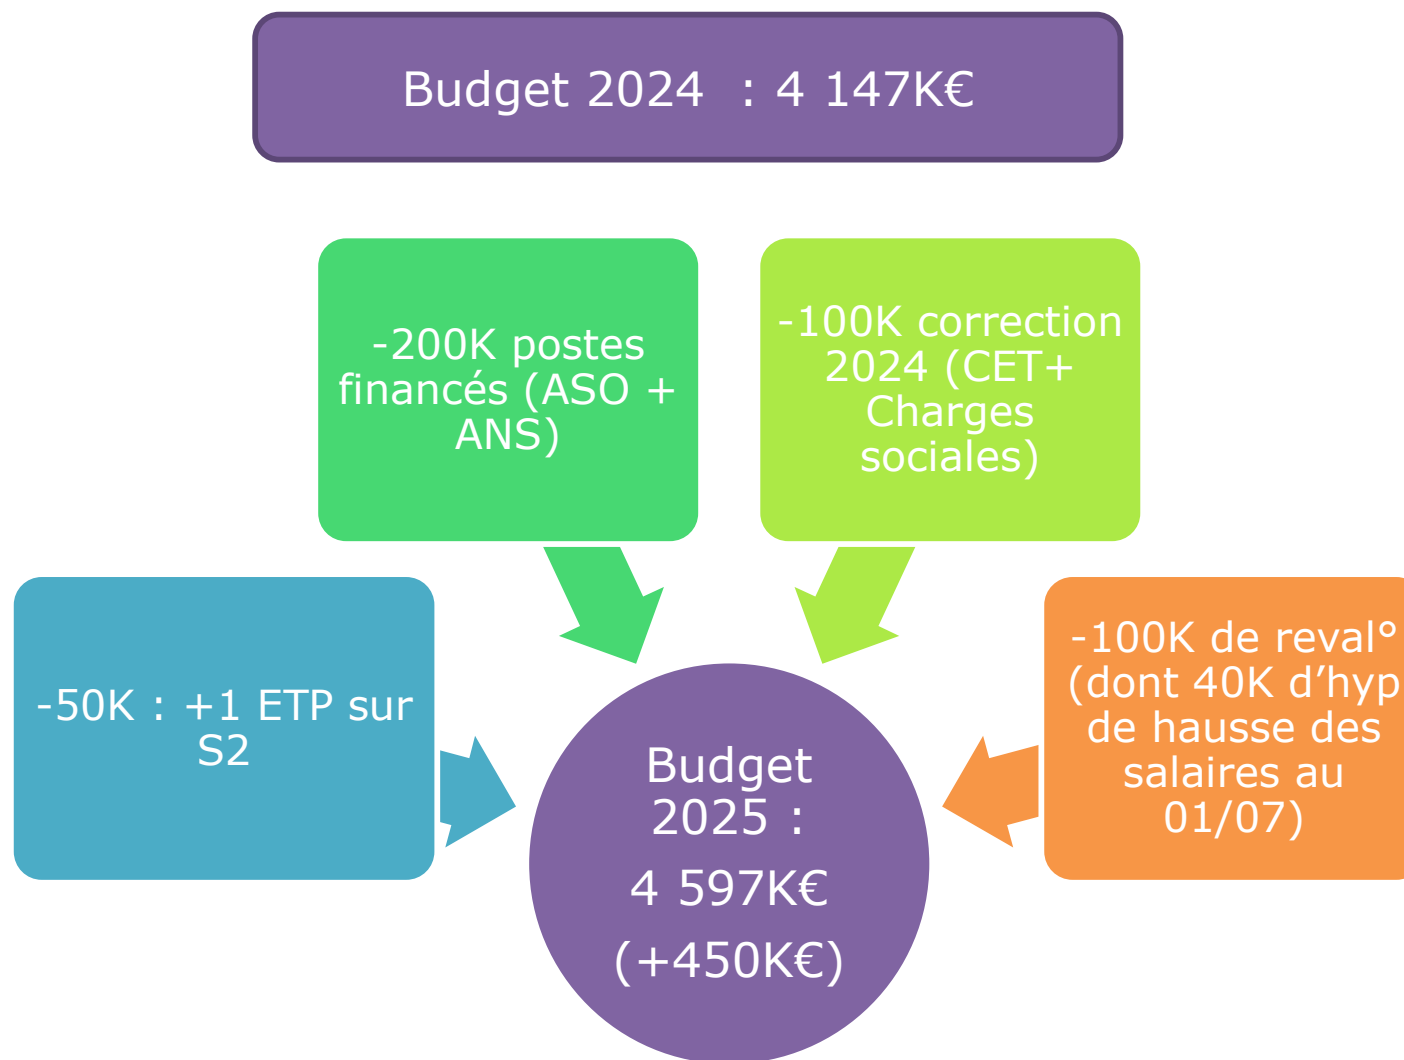 Budget 2024  : 4 147K€
-200K postes
financés (ASO +
ANS)
-100K correction
2024 (CET+
Charges
sociales)
-50K : +1 ETP sur
S2
-100K de reval°
(dont 40K d’hyp
de hausse des
salaires au
01/07)
Budget
2025 :
4 597K€
(+450K€)